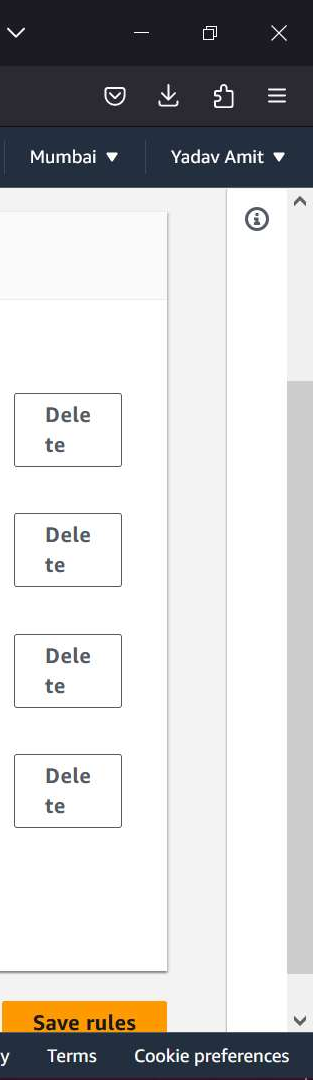 Mumbai ▼ Yadav Amit ▼
Dele
te
Dele
te
Dele
te
Dele
te
Save rules
y Terms Cookie preferences